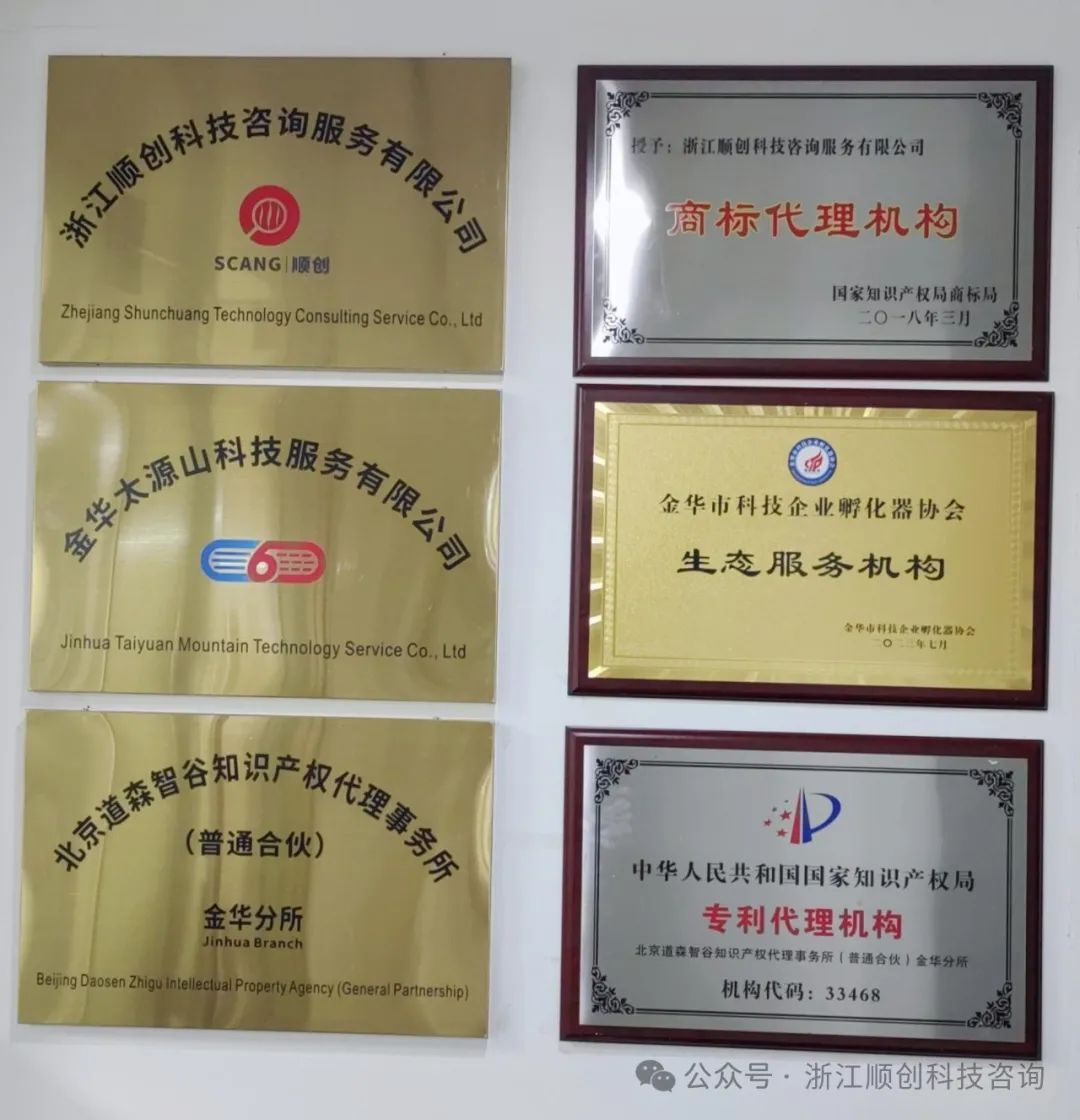 浙江顺创科技咨询服务有限公司
SCANG|顺创
Zhejiang Shunchuang Technology Consulting Service Co., Ltd
授予：浙江顺创科技咨询服务有限公司
商标代理机构
国家知识产权局商标局
二〇一八年三月
金华太源山科技服务有限公司
Jinhua Taiyuan Mountain Technology Service Co., Ltd
金华市科技企业孵化器协会
生态服务机构
金华市科技企业孵化器协会
北京道森智谷知识产权代理事务所
（普通合伙）
金华分所
Jinhua Branch
Beijing Daosen Zhigu Intellectual Property Agency (General Partnership)
中华人民共和国国家知识产权局
专利代理机构
北京道森智谷知识产权代理事务所（普通合伙）金华分所
机构代码：33468
公众号·浙江顺创科技咨询